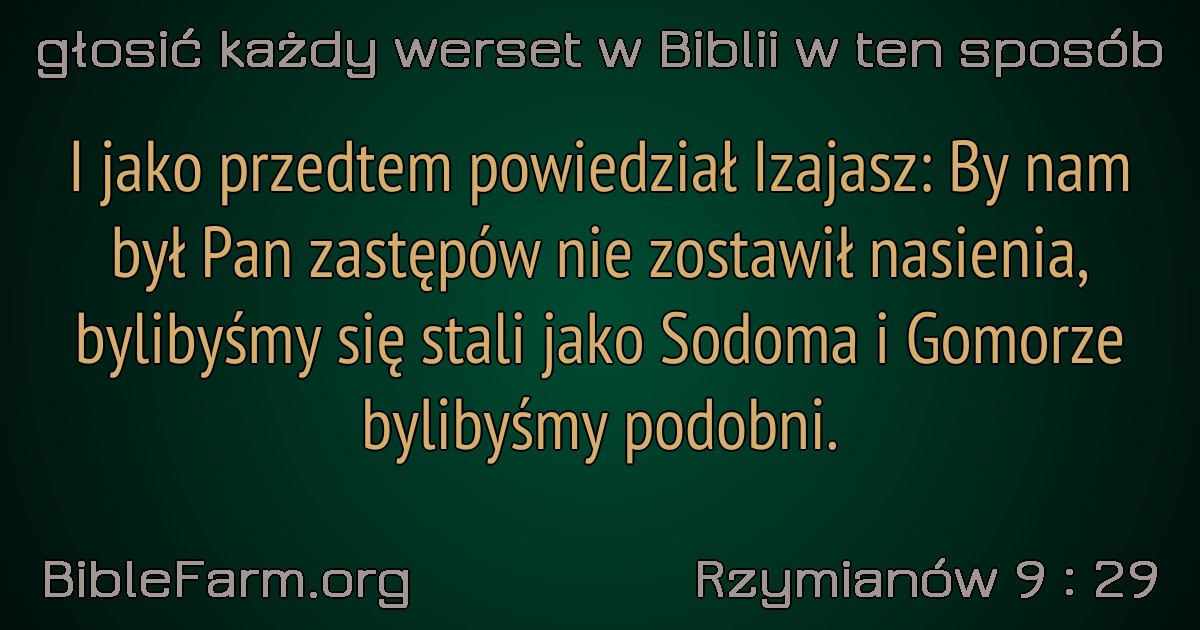 głosić każdy werset w Biblii w ten sposób
I jako przedtem powiedział Izajasz: By nam
był Pan zastępów nie zostawił nasienia,
bylibyśmy się stali jako Sodoma i Gomorze
bylibyśmy podobni.
BibleFarm.org
Rzymianów 9 : 29